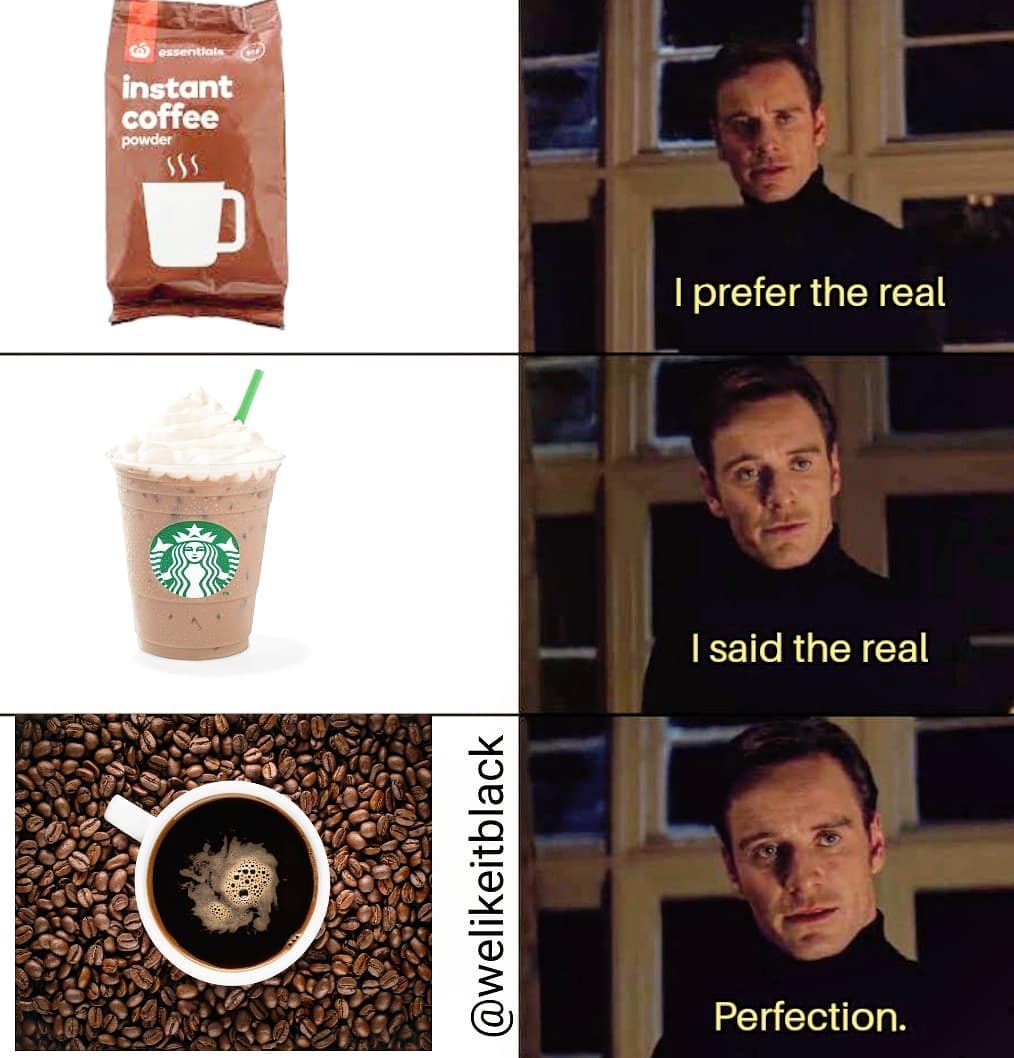 essentials
instant
coffee
powder
I prefer the real
I said the real
@welikeitblack
Perfection.